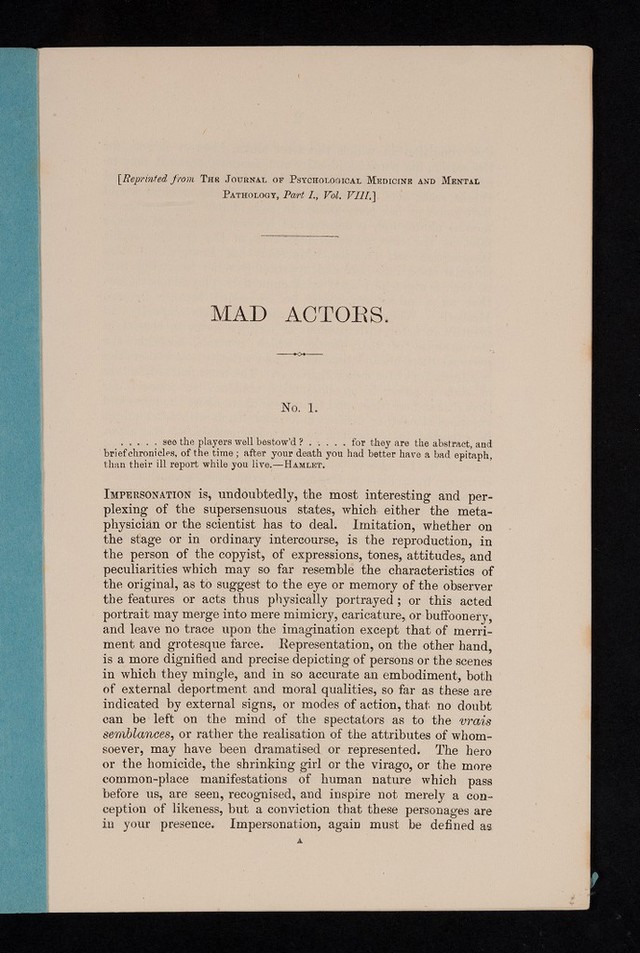 [Reprinted from The Journal of Psychological Medicine and Mental
Pathology, Part I., Vol. VIII.]
MAD ACTORS.
No. 1.
. . . . . see the players well bestow'd ? . . . . . for they are the abstract, and
brief chronicles, of the time ; after your death you had better have a bad epitaph,
than their ill report while you live.—Hamlet.
Impersonation is, undoubtedly, the most interesting and per-
plexing of the supersensuous states, which either the meta-
physician or the scientist has to deal. Imitation, whether on
the stage or in ordinary intercourse, is the reproduction, in
the person of the copyist, of expressions, tones, attitudes, and
peculiarities which may so far resemble the characteristics of
the original, as to suggest to the eye or memory of the observer
the features or acts thus physically portrayed ; or this acted
portrait may merge into mere mimicry, caricature, or buffoonery,
and leave no trace upon the imagination except that of merri-
ment and grotesque farce. Representation, on the other hand,
is a more dignified and precise depicting of persons or the scenes
in which they mingle, and in so accurate an embodiment, both
of external deportment and moral qualities, so far as these are
indicated by external signs, or modes of action, that no doubt
can be left on the mind of the spectators as to the vrais
semblances, or rather the realisation of the attributes of whom-
soever, may have been dramatised or represented. The hero
or the homicide, the shrinking girl or the virago, or the more
common-place manifestations of human nature which pass
before us, are seen, recognised, and inspire not merely a con-
ception of likeness, but a conviction that these personages are
in your presence. Impersonation, again must be defined as
A